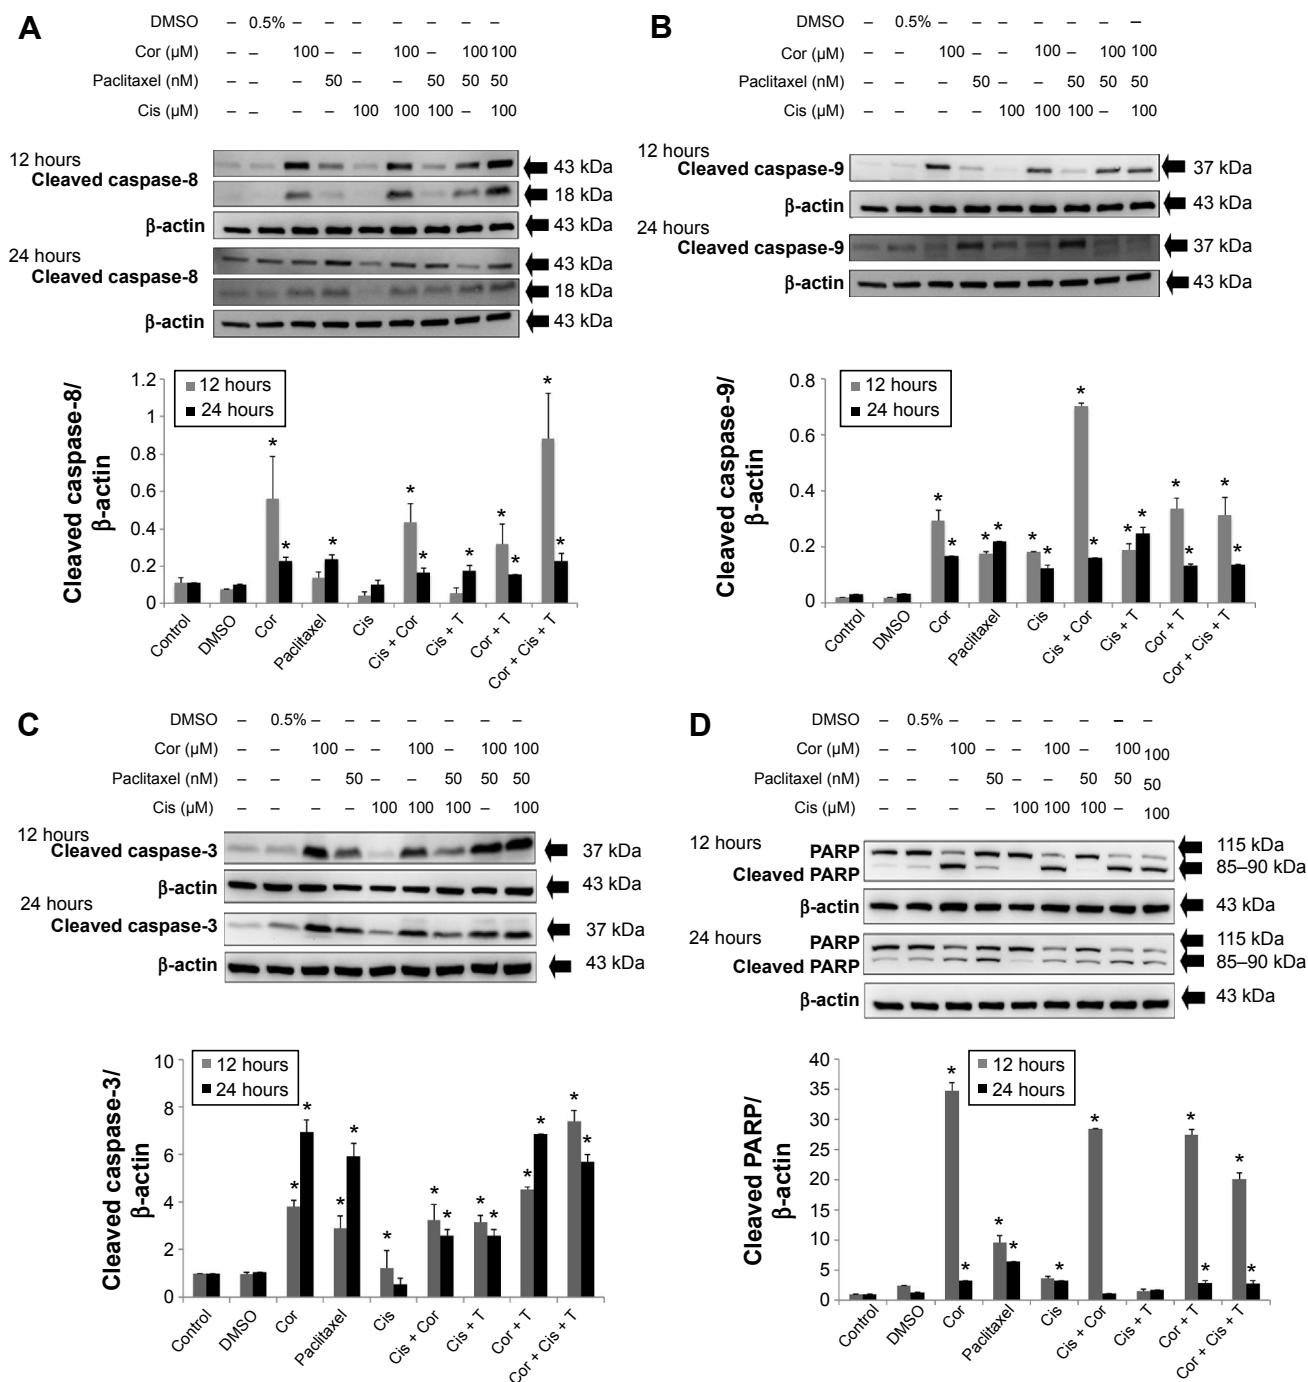 A
DMSO – 0.5% – – – – – – –
Cor (μM) – – 100 – – 100 – 100 100
Paclitaxel (nM) – – – 50 – – 50 50 50
Cis (μM) – – – – 100 100 100 – 100
12 hours
Cleaved caspase-8
43 kDa
18 kDa
β-actin 43 kDa
24 hours
Cleaved caspase-8
43 kDa
18 kDa
β-actin 43 kDa
Cleaved caspase-8/
β-actin
12 hours
24 hours
1.2
1
0.8
0.6
0.4
0.2
0
* * * * * * * * * *
Control
DMSO
Cor
Paclitaxel
Cis
Cis + Cor
Cis + T
Cor + T
Cor + Cis + T
B
DMSO – 0.5% – – – – – – –
Cor (μM) – – 100 – – 100 – 100 100
Paclitaxel (nM) – – – 50 – – 50 50 50
Cis (μM) – – – – 100 100 100 – 100
12 hours
Cleaved caspase-9 37 kDa
β-actin 43 kDa
24 hours
Cleaved caspase-9 37 kDa
β-actin 43 kDa
Cleaved caspase-9/
β-actin
12 hours
24 hours
0.8
0.6
0.4
0.2
0
* * * * * * * * * * * * *
Control
DMSO
Cor
Paclitaxel
Cis
Cis + Cor
Cis + T
Cor + T
Cor + Cis + T
C
DMSO – 0.5% – – – – – – –
Cor (μM) – – 100 – – 100 – 100 100
Paclitaxel (nM) – – – 50 – – 50 50 50
Cis (μM) – – – – 100 100 100 – 100
12 hours
Cleaved caspase-3 37 kDa
β-actin 43 kDa
24 hours
Cleaved caspase-3 37 kDa
β-actin 43 kDa
Cleaved caspase-3/
β-actin
12 hours
24 hours
10
8
6
4
2
0
* * * * * * * * * * * * *
Control
DMSO
Cor
Paclitaxel
Cis
Cis + Cor
Cis + T
Cor + T
Cor + Cis + T
D
DMSO – 0.5% – – – – – – –
Cor (μM) – – 100 – – 100 – 100 100
Paclitaxel (nM) – – – 50 – – 50 50 50
Cis (μM) – – – – 100 100 100 – 100
12 hours
PARP 115 kDa
Cleaved PARP 85–90 kDa
β-actin 43 kDa
24 hours
PARP 115 kDa
Cleaved PARP 85–90 kDa
β-actin 43 kDa
Cleaved PARP/
β-actin
12 hours
24 hours
40
35
30
25
20
15
10
5
0
* * * * * * * * * *
Control
DMSO
Cor
Paclitaxel
Cis
Cis + Cor
Cis + T
Cor + T
Cor + Cis + T